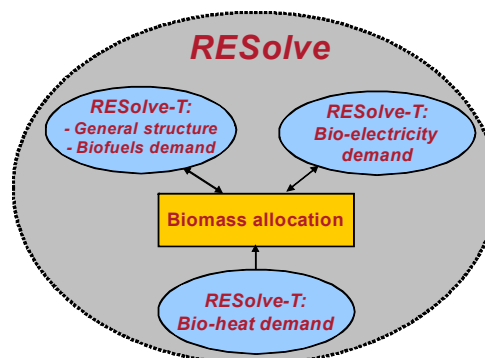 RESolve
RESolve-T:
- General structure
- Biofuels demand
RESolve-T:
Bio-electricity
demand
Biomass allocation
RESolve-T:
Bio-heat demand